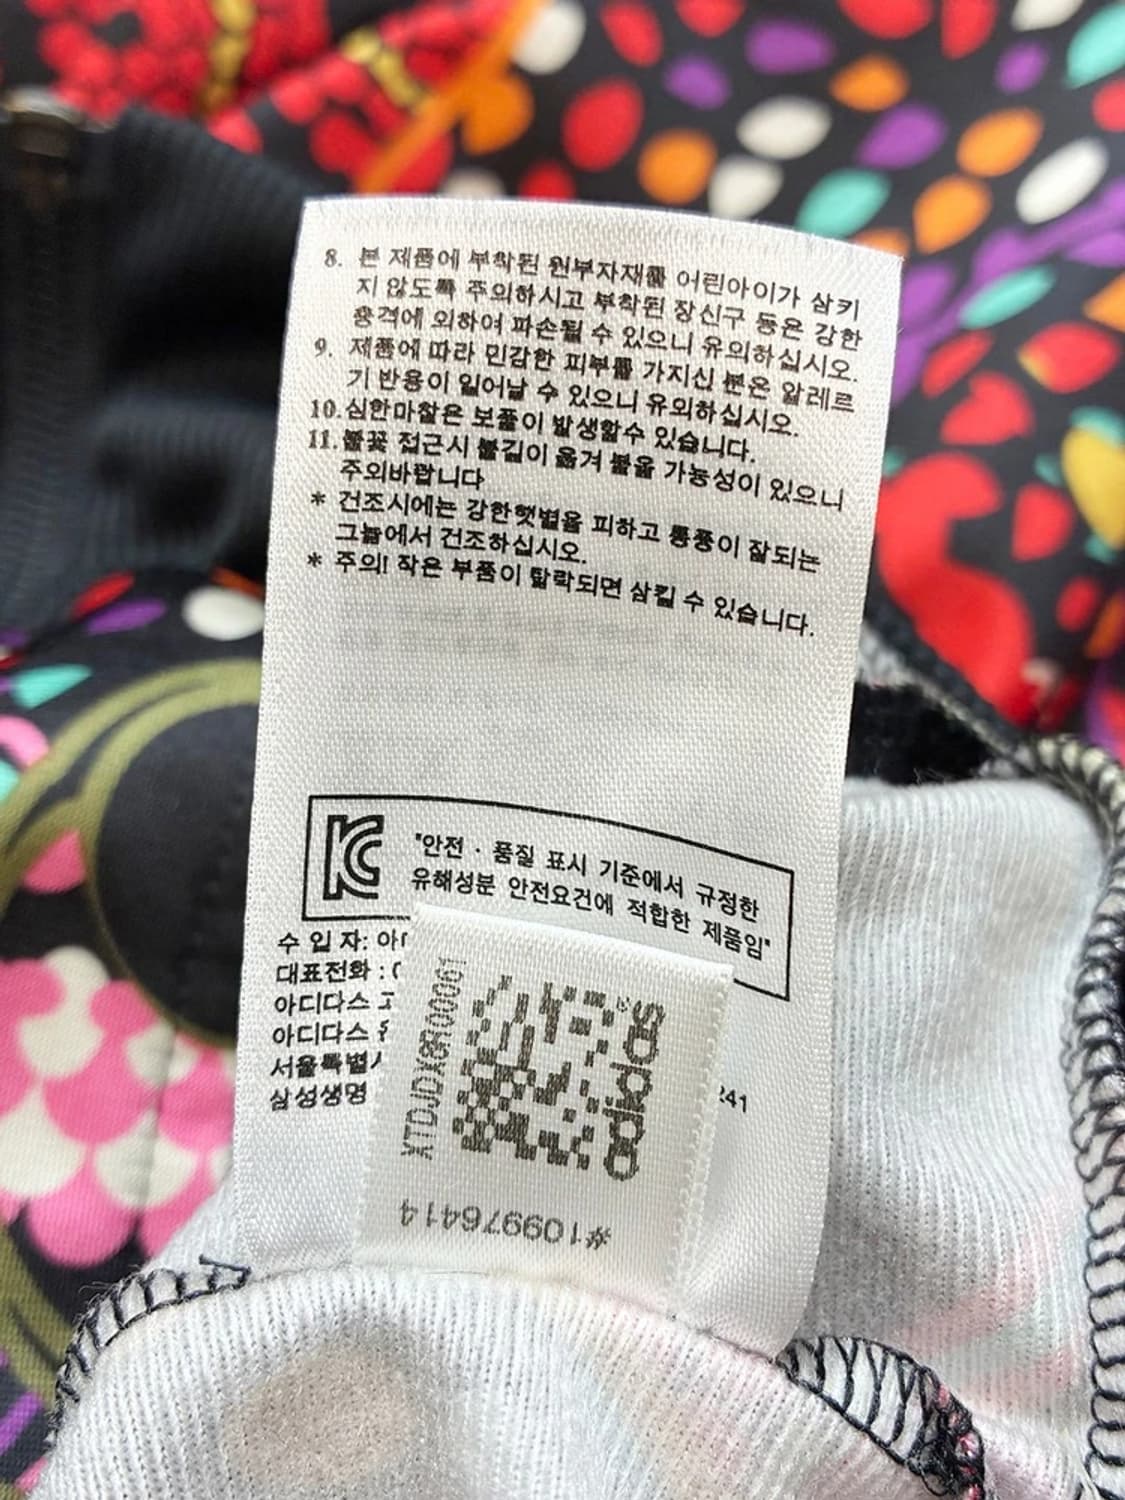 8. 본 제품에 부착된 원부자재를 어린아이가 삼키
지 않도록 주의하시고 부착된 장신구 등은 강한
충격에 의하여 파손될 수 있으니 유의하십시오.
9. 제품에 따라 민감한 피부를 가지신 분은 알레르
기 반응이 일어날 수 있으니 유의하십시오.
10.심한마찰은 보풀이 발생할수 있습니다.
11.불꽃 접근시 불길이 옮겨 붙을 가능성이 있으니
주의바랍니다
* 건조시에는 강한햇볕을 피하고 통풍이 잘되는
그늘에서 건조하십시오.
* 주의! 작은 부품이 탈락되면 삼킬 수 있습니다.
"안전 · 품질 표시 기준에서 규정한
유해성분 안전요건에 적합한 제품임"
수 입 자:
대표전화 :
아디다스
아디다스
서울특별
삼성생명
241
XTDJDX8R00061
adidas
#109976414